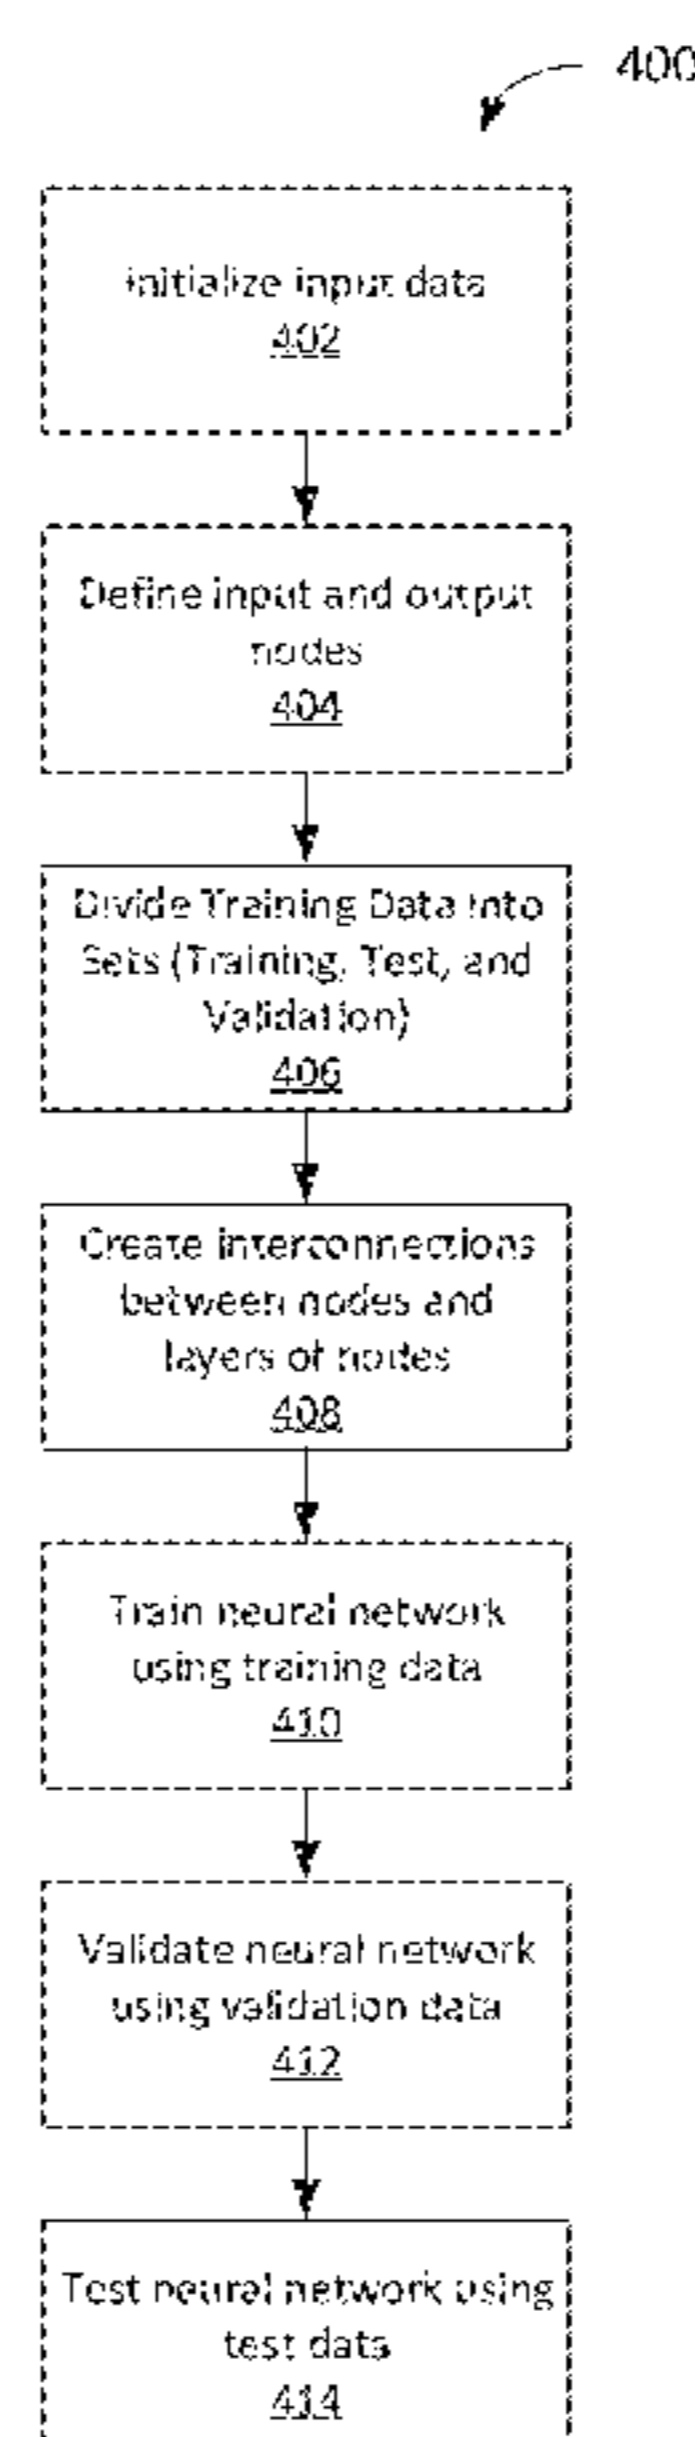 400
Initialize input data
402
Define input and output
nodes
404
Divide Training Data Into
Sets (Training, Test, and
Validation)
406
Create interconnections
between nodes and
layers of nodes
408
Train neural network
using training data
410
Validate neural network
using validation data
412
Test neural network using
test data
414